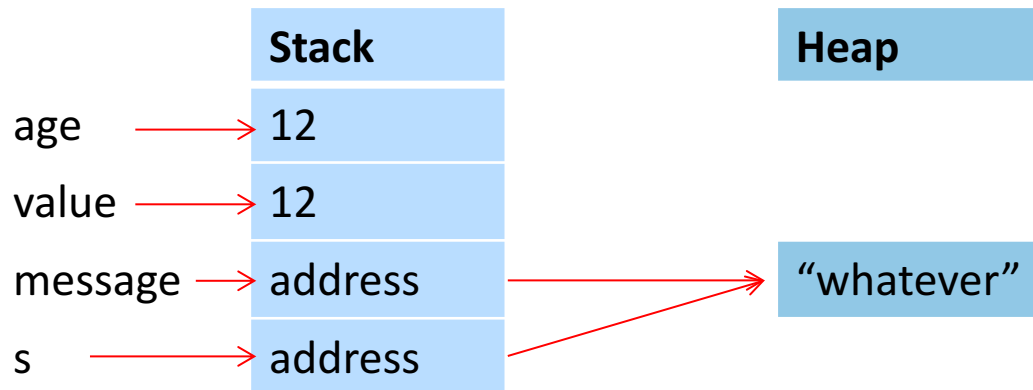 Stack Heap
age 12
value 12
message address “whatever”
s address